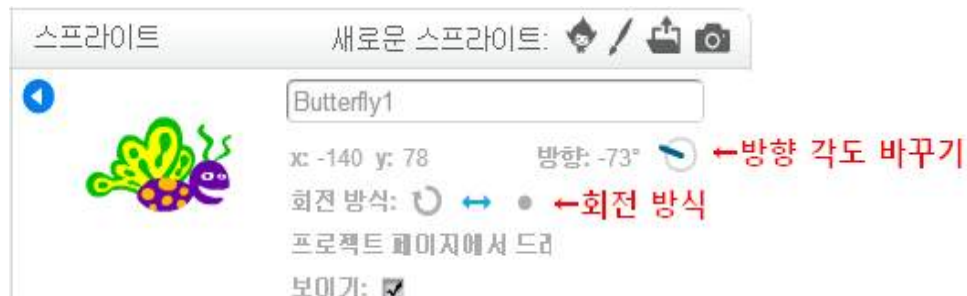 스프라이트 새로운 스프라이트:
Butterfly1
x: -140 y: 78 방향: -73° ←방향 각도 바꾸기
회전 방식: ←회전 방식
프로젝트 페이지에서
보이기: